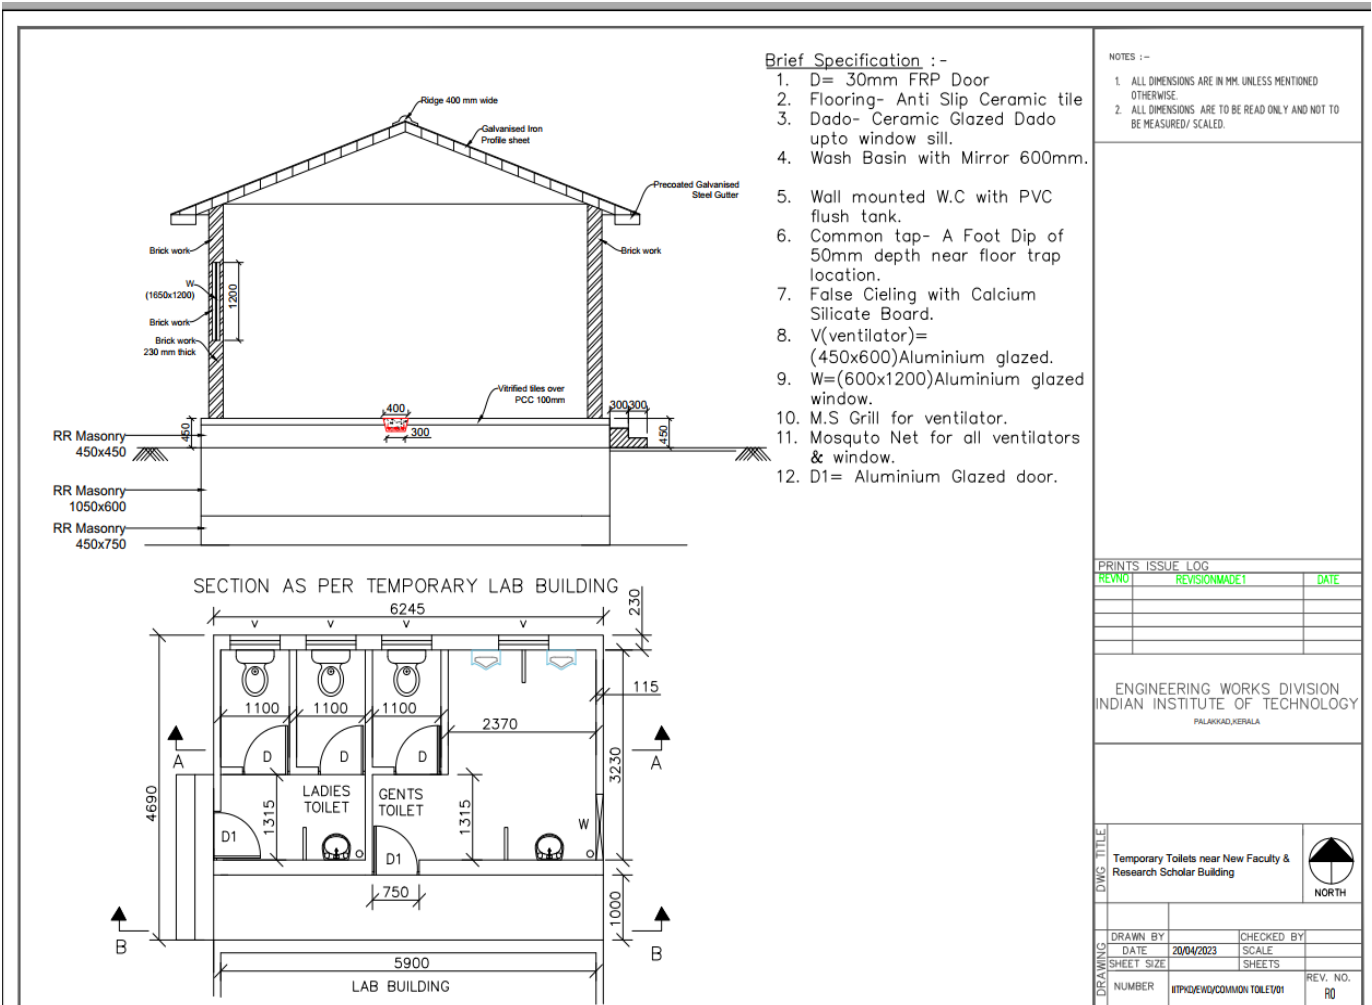 Ridge 400 mm wide
Galvanised Iron
Profile sheet
Precoated Galvanised
Steel Gutter
Brick work
Brick work
W
(1650x1200)
1200
Brick work
Brick work
230 mm thick
Vitrified tiles over
PCC 100mm
400
300
300300
450
450
RR Masonry
450x450
RR Masonry
1050x600
RR Masonry
450x750
SECTION AS PER TEMPORARY LAB BUILDING
Brief Specification :-
1. D= 30mm FRP Door
2. Flooring- Anti Slip Ceramic tile
3. Dado- Ceramic Glazed Dado
upto window sill.
4. Wash Basin with Mirror 600mm.
5. Wall mounted W.C with PVC
flush tank.
6. Common tap- A Foot Dip of
50mm depth near floor trap
location.
7. False Cieling with Calcium
Silicate Board.
8. V(ventilator)=
(450x600)Aluminium glazed.
9. W=(600x1200)Aluminium glazed
window.
10. M.S Grill for ventilator.
11. Mosquto Net for all ventilators
& window.
12. D1= Aluminium Glazed door.
6245
230
V V V V
115
1100 1100 1100
2370
A A
D D D
3230
4690
LADIES
TOILET
GENTS
TOILET
1315
1315
W
D1
D1
750
1000
B B
5900
LAB BUILDING
NOTES :-
1. ALL DIMENSIONS ARE IN MM. UNLESS MENTIONED
OTHERWISE.
2. ALL DIMENSIONS ARE TO BE READ ONLY AND NOT TO
BE MEASURED/ SCALED.
PRINTS ISSUE LOG
REVNO REVISIONMADE1 DATE
ENGINEERING WORKS DIVISION
INDIAN INSTITUTE OF TECHNOLOGY
PALAKKAD,KERALA
DWG TITLE
Temporary Toilets near New Faculty &
Research Scholar Building
NORTH
DRAWING
DRAWN BY CHECKED BY
DATE 20/04/2023 SCALE
SHEET SIZE SHEETS
NUMBER IITPKD/EWD/COMMON TOILET/01
REV. NO.
R0